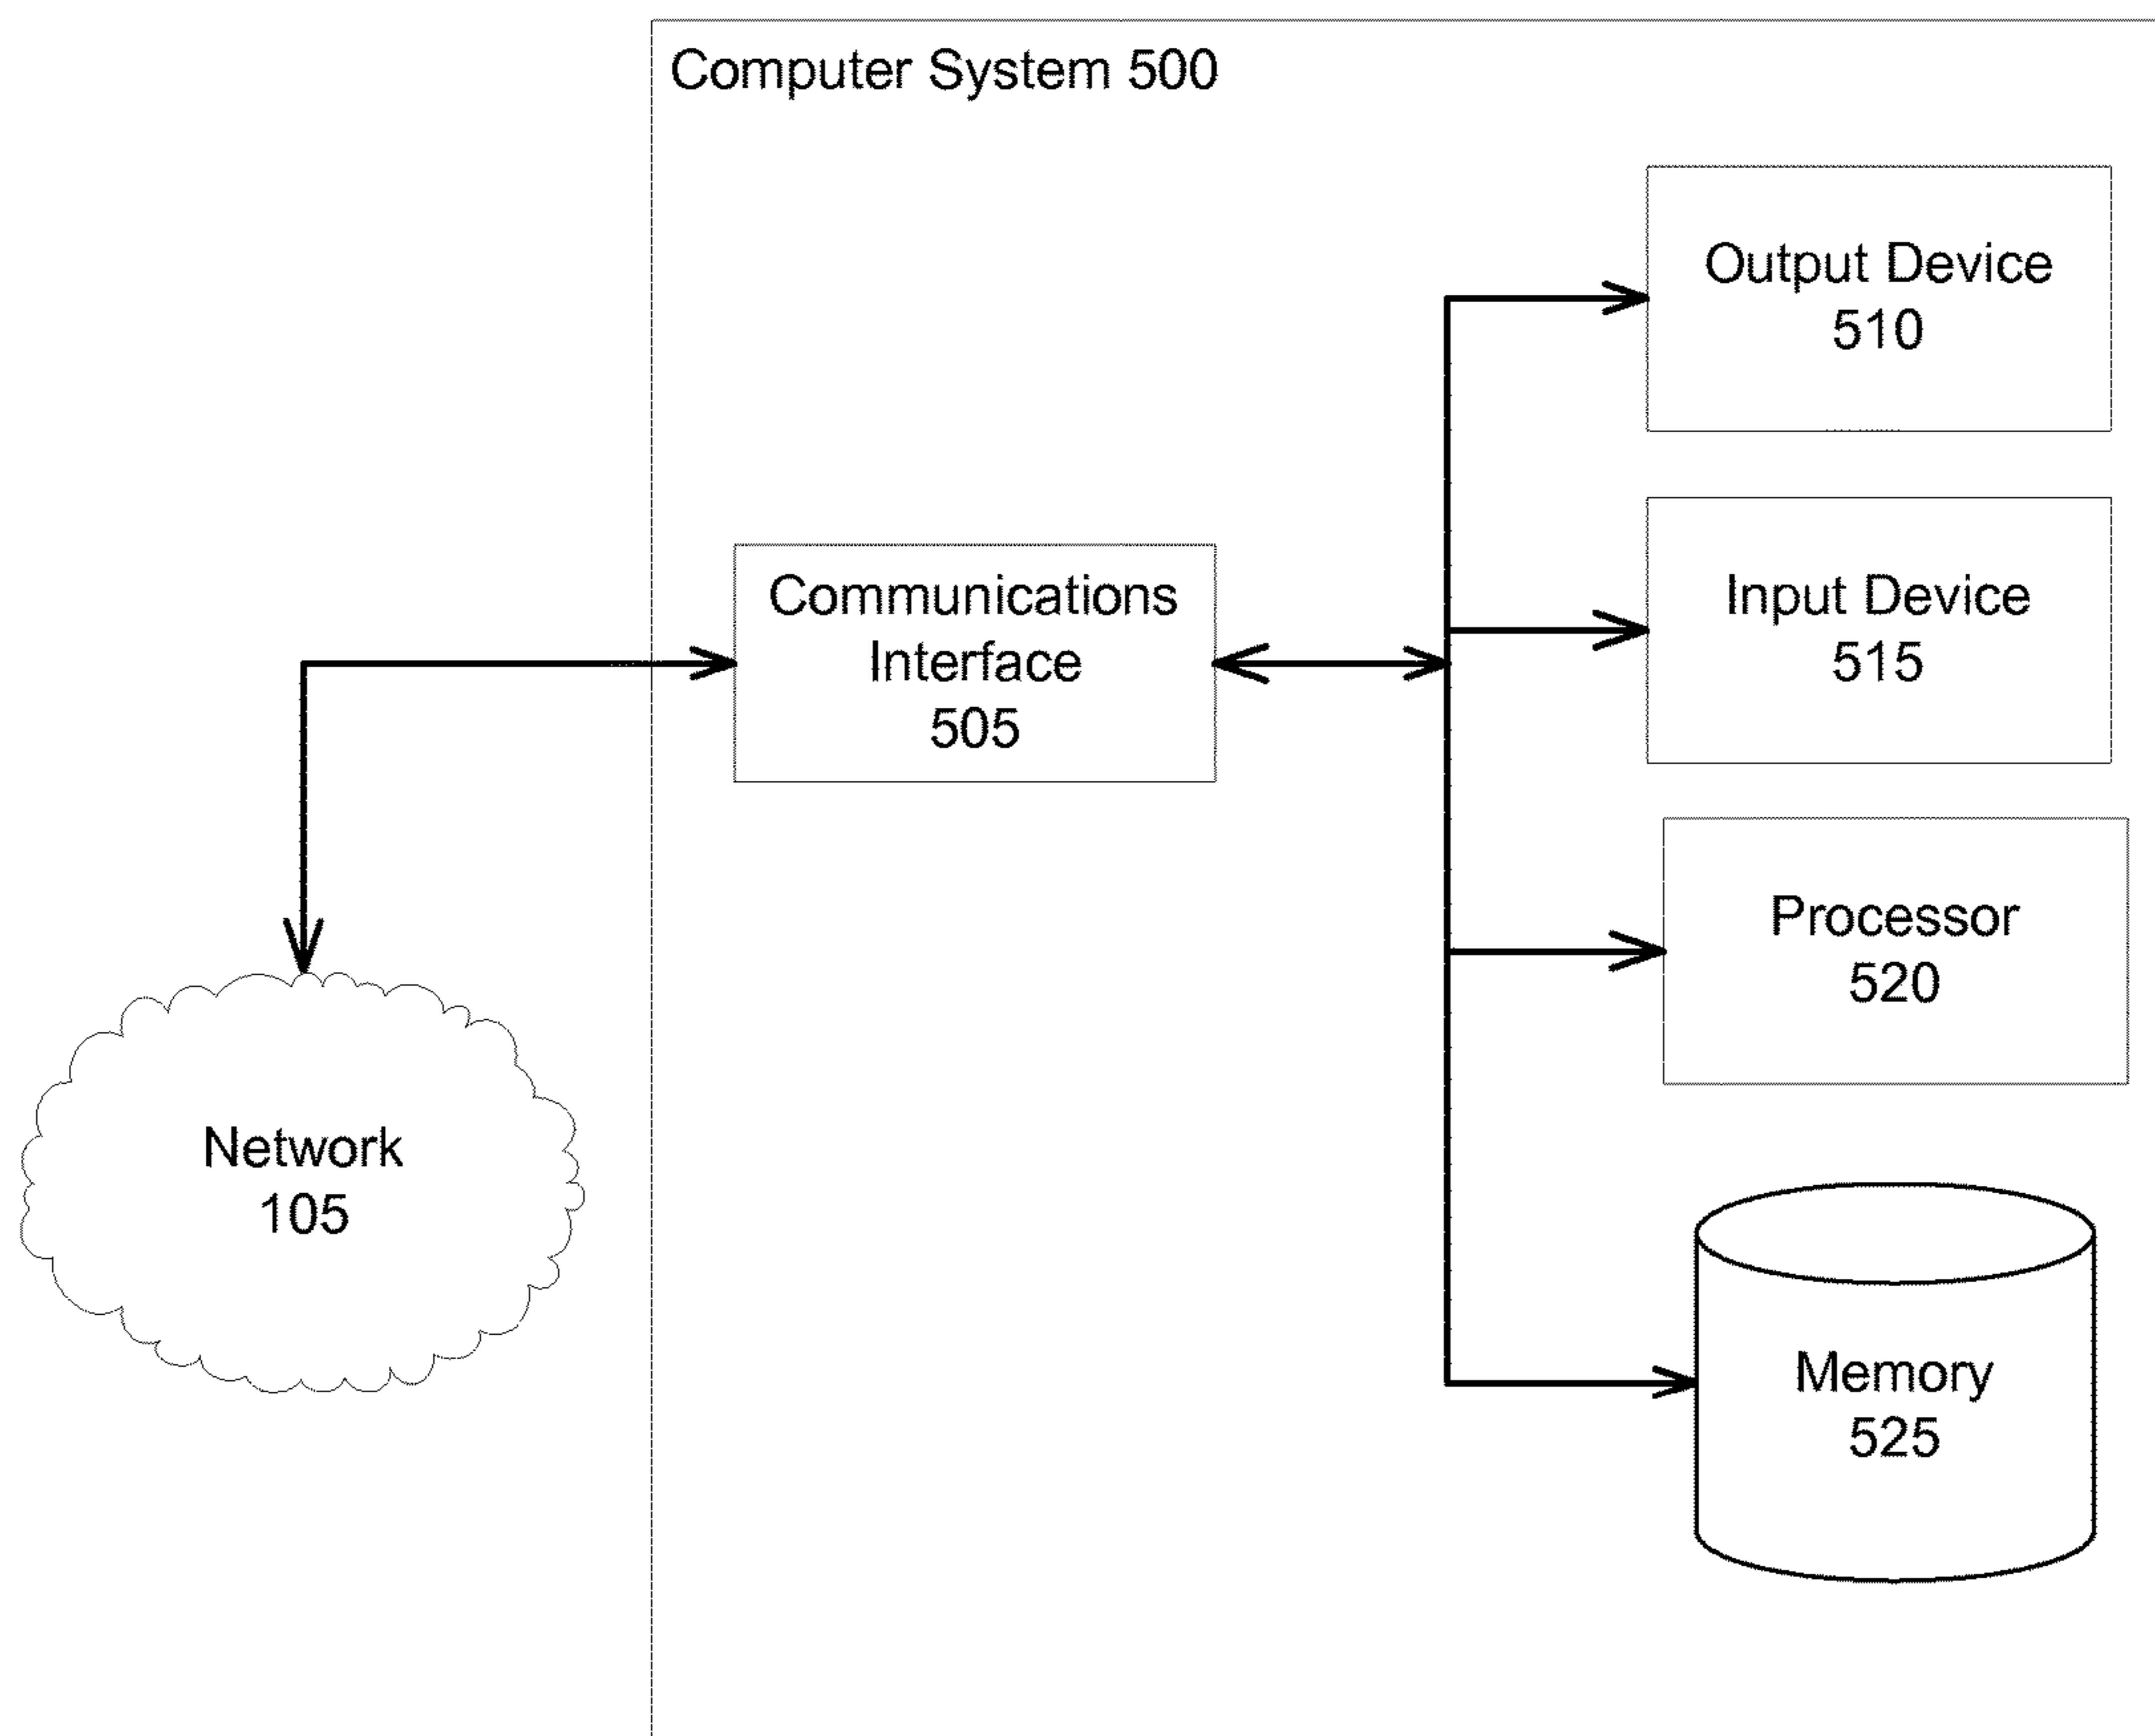 Computer System 500
Output Device
510
Communications
Interface
505
Input Device
515
Processor
520
Network
105
Memory
525